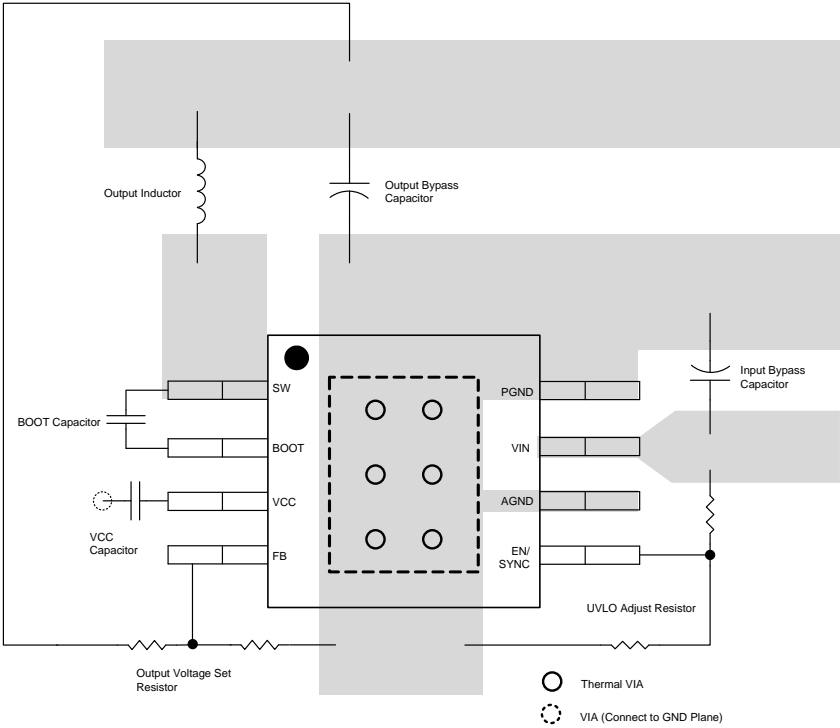 Output Inductor
Output Bypass
Capacitor
Input Bypass
Capacitor
BOOT Capacitor
SW
BOOT
VCC
FB
PGND
VIN
AGND
EN/
SYNC
VCC
Capacitor
UVLO Adjust Resistor
Output Voltage Set
Resistor
Thermal VIA
VIA (Connect to GND Plane)